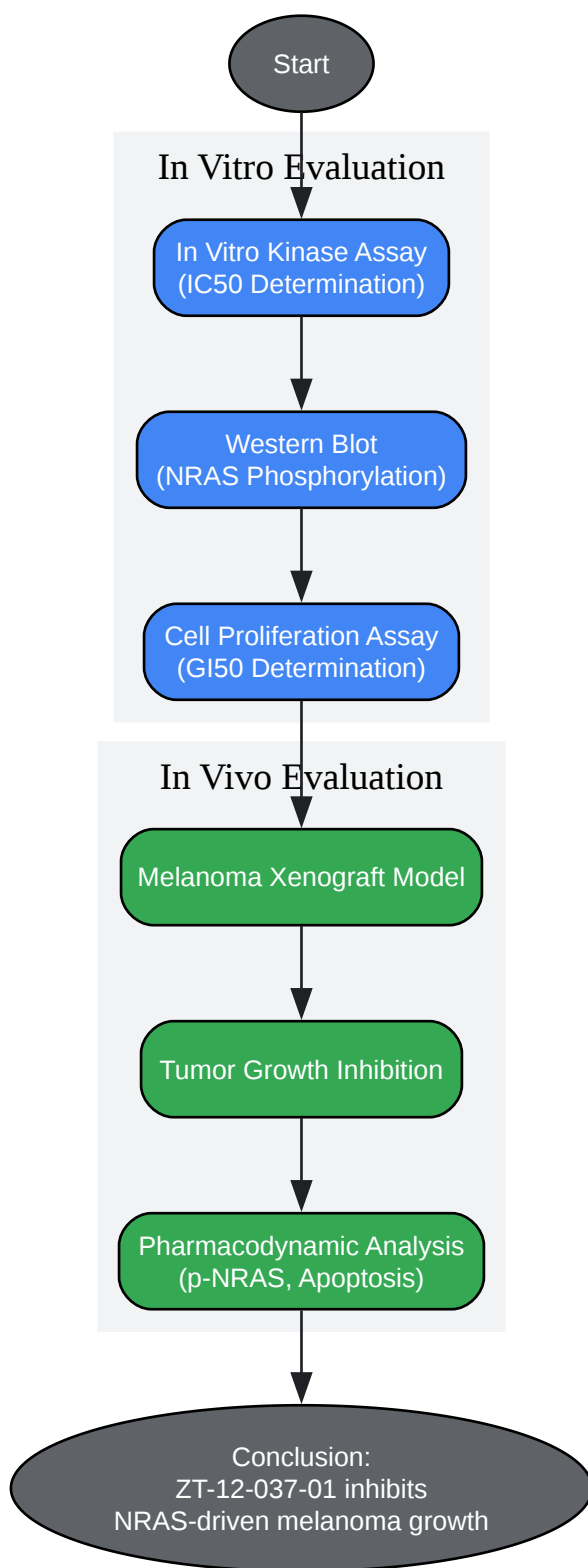 Start
In Vitro Evaluation
In Vitro Kinase Assay
(IC50 Determination)
Western Blot
(NRAS Phosphorylation)
Cell Proliferation Assay
(GI50 Determination)
In Vivo Evaluation
Melanoma Xenograft Model
Tumor Growth Inhibition
Pharmacodynamic Analysis
(p-NRAS, Apoptosis)
Conclusion:
ZT-12-037-01 inhibits
NRAS-driven melanoma growth